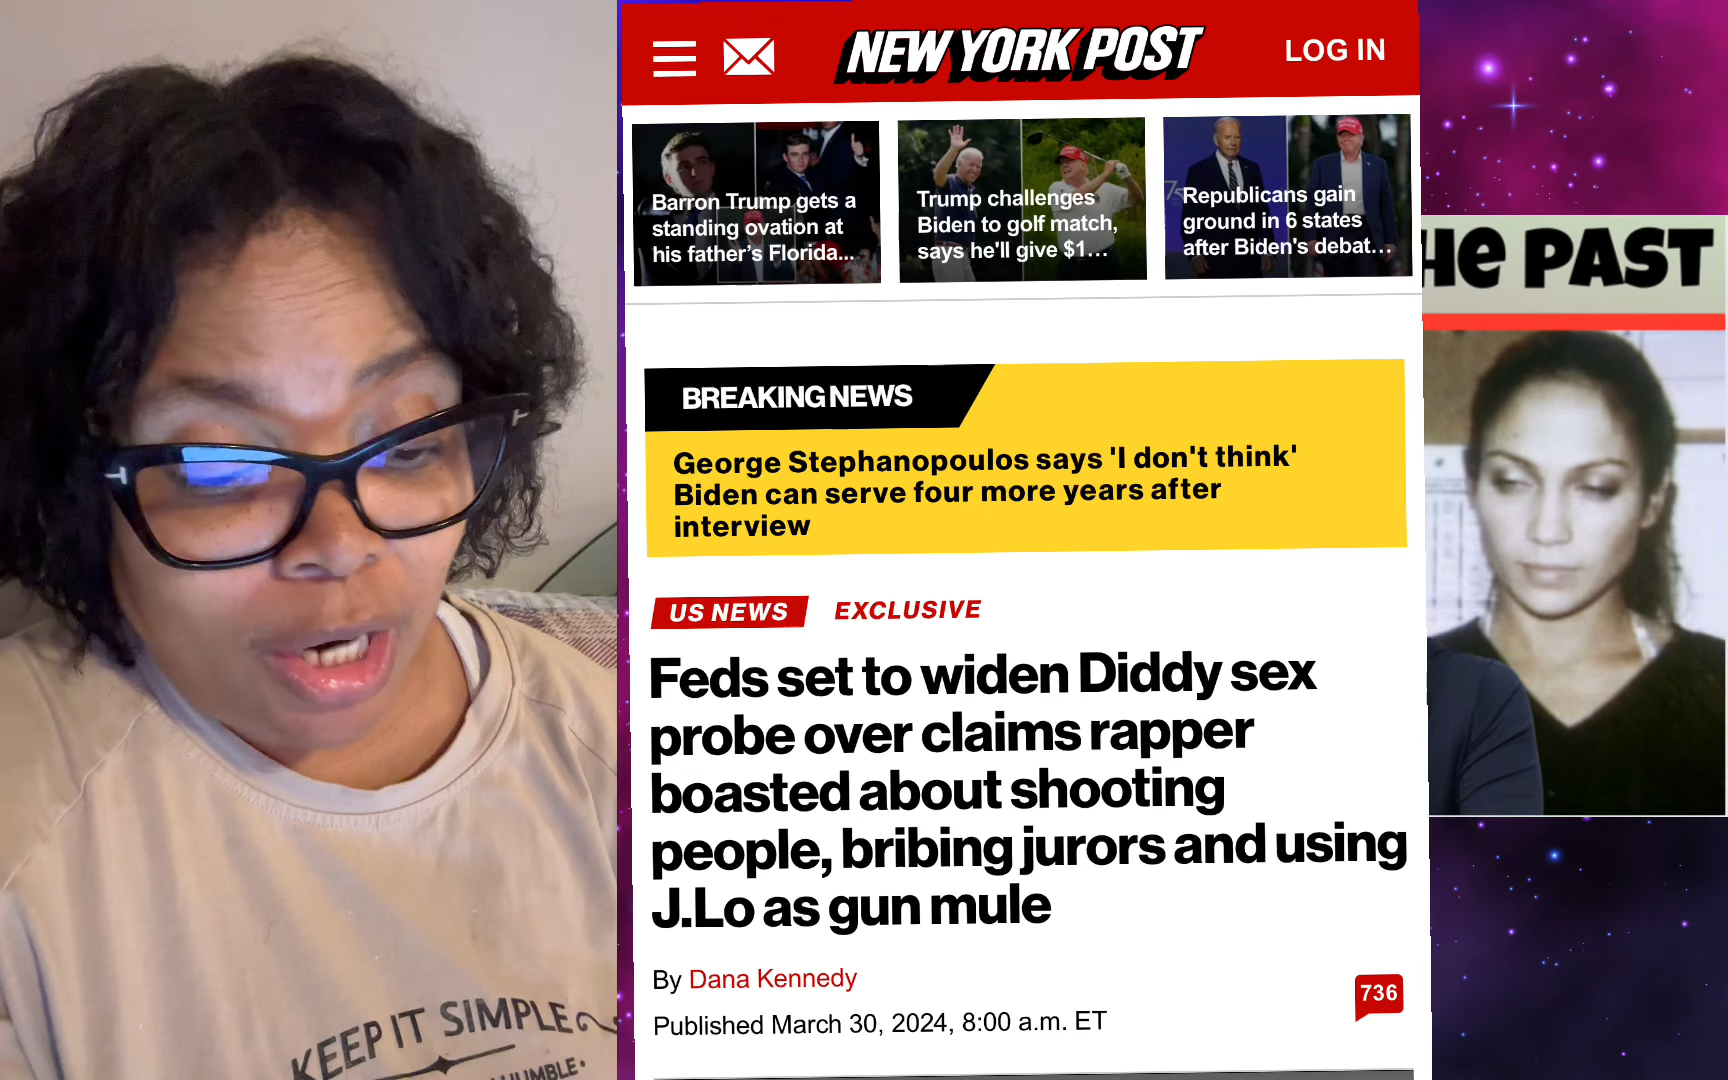 NEW YORK POST
LOG IN
Barron Trump gets a
standing ovation at
his father's Florida...
Trump challenges
Biden to golf match,
says he'll give $1...
Republicans gain
ground in 6 states
after Biden's debat...
BREAKING NEWS
George Stephanopoulos says 'I don't think'
Biden can serve four more years after
interview
US NEWS
EXCLUSIVE
Feds set to widen Diddy sex
probe over claims rapper
boasted about shooting
people, bribing jurors and using
J.Lo as gun mule
By Dana Kennedy
736
Published March 30, 2024, 8:00 a.m. ET
PAST
KEEP IT SIMPLE